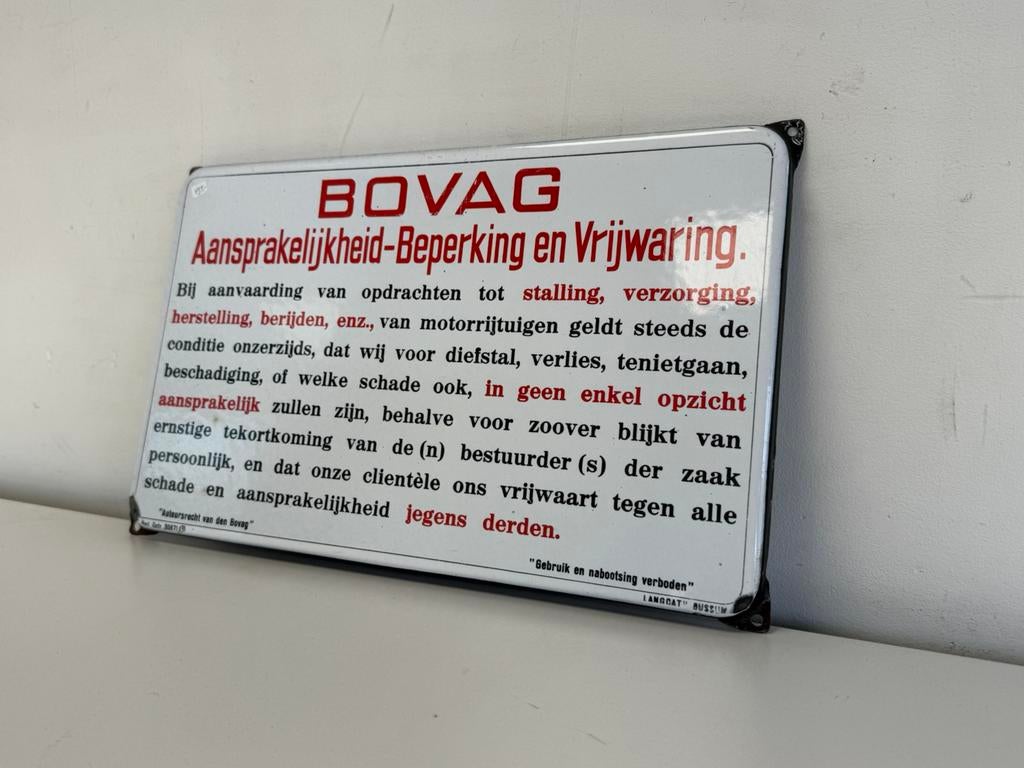 BOVAG
Aansprakelijkheid-Beperking en Vrijwaring.
Bij aanvaarding van opdrachten tot stalling, verzorging,
herstelling, berijden, enz., van motorrijtuigen geldt steeds de
conditie onzerzijds, dat wij voor diefstal, verlies, tenietgaan,
beschadiging, of welke schade ook, in geen enkel opzicht
aansprakelijk zullen zijn, behalve voor zoover blijkt van
ernstige tekortkoming van de (n) bestuurder (s) der zaak
persoonlijk, en dat onze clientèle ons vrijwaart tegen alle
schade en aansprakelijkheid jegens derden.
"Auteursrecht van den Bovag"
"Gebruik en nabootsing verboden"
BUSSUM